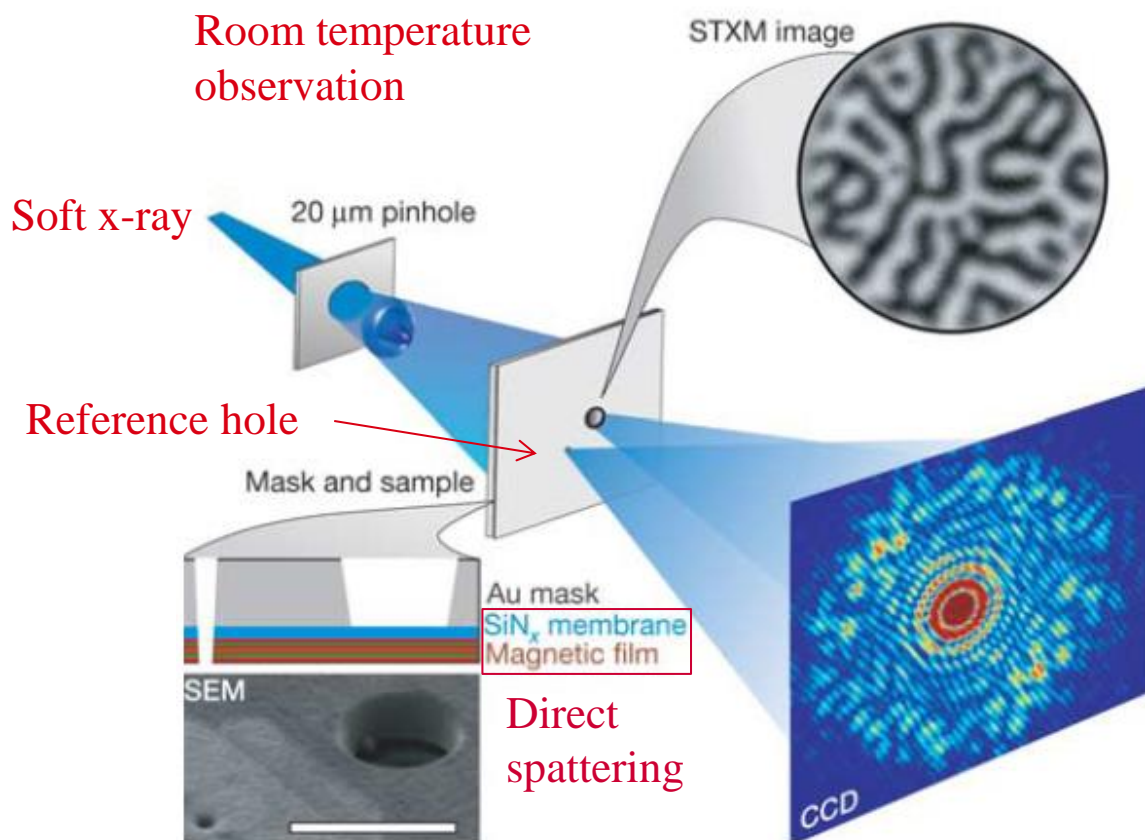 Room temperature
observation
STXM image
Soft x-ray
20 μm pinhole
Reference hole
Mask and sample
Au mask
SiNx membrane
Magnetic film
SEM
Direct
spattering
CCD